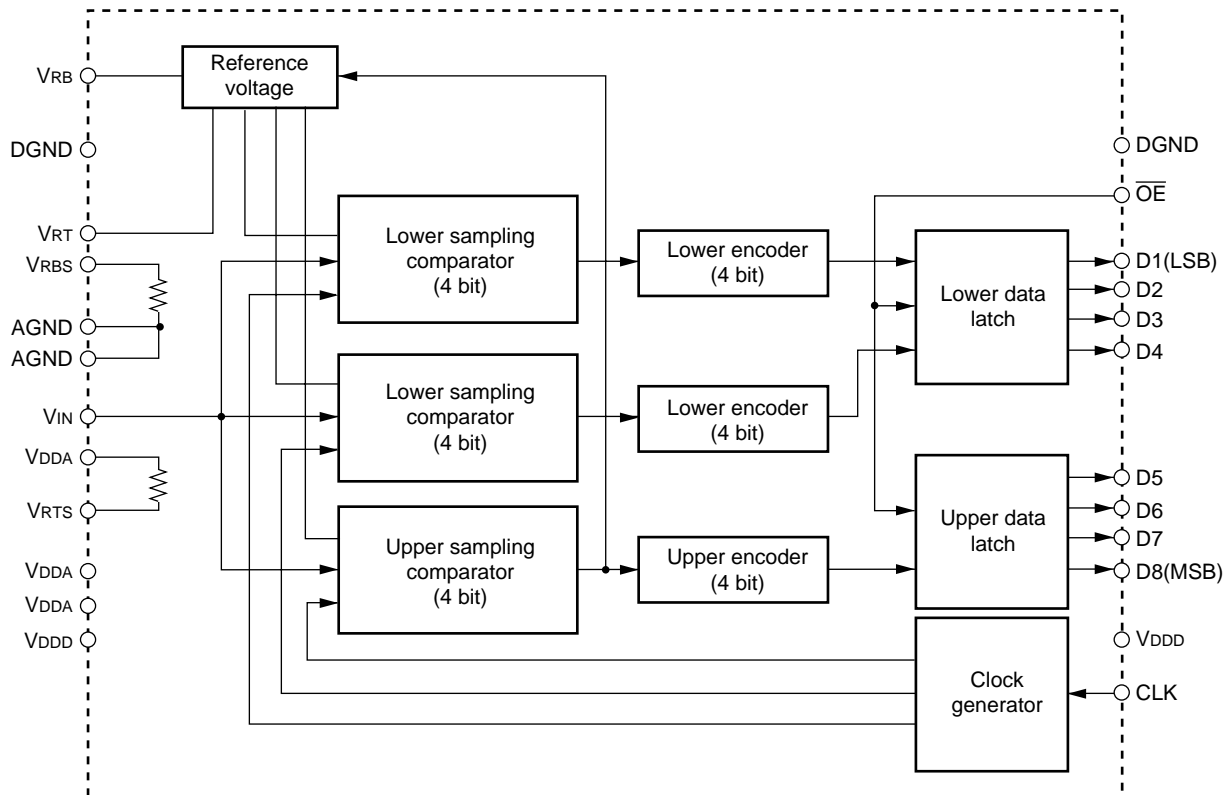 VRB
DGND
VRT
VRBS
AGND
AGND
VIN
VDDA
VRTS
VDDA
VDDA
VDDD
Reference
voltage
Lower sampling
comparator
(4 bit)
Lower sampling
comparator
(4 bit)
Upper sampling
comparator
(4 bit)
Lower encoder
(4 bit)
Lower encoder
(4 bit)
Upper encoder
(4 bit)
Lower data
latch
Upper data
latch
Clock
generator
DGND
OE
D1(LSB)
D2
D3
D4
D5
D6
D7
D8(MSB)
VDDD
CLK